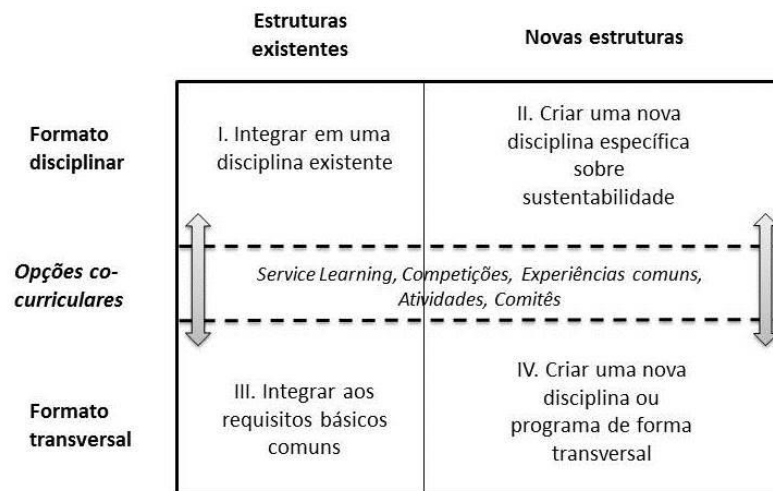 Estruturas
existentes
Novas estruturas
Formato
disciplinar
I. Integrar em uma
disciplina existente
II. Criar uma nova
disciplina específica
sobre
sustentabilidade
Opções co-
curriculares
Service Learning, Competições, Experiências comuns,
Atividades, Comitês
Formato
transversal
III. Integrar aos
requisitos básicos
comuns
IV. Criar uma nova
disciplina ou
programa de forma
transversal